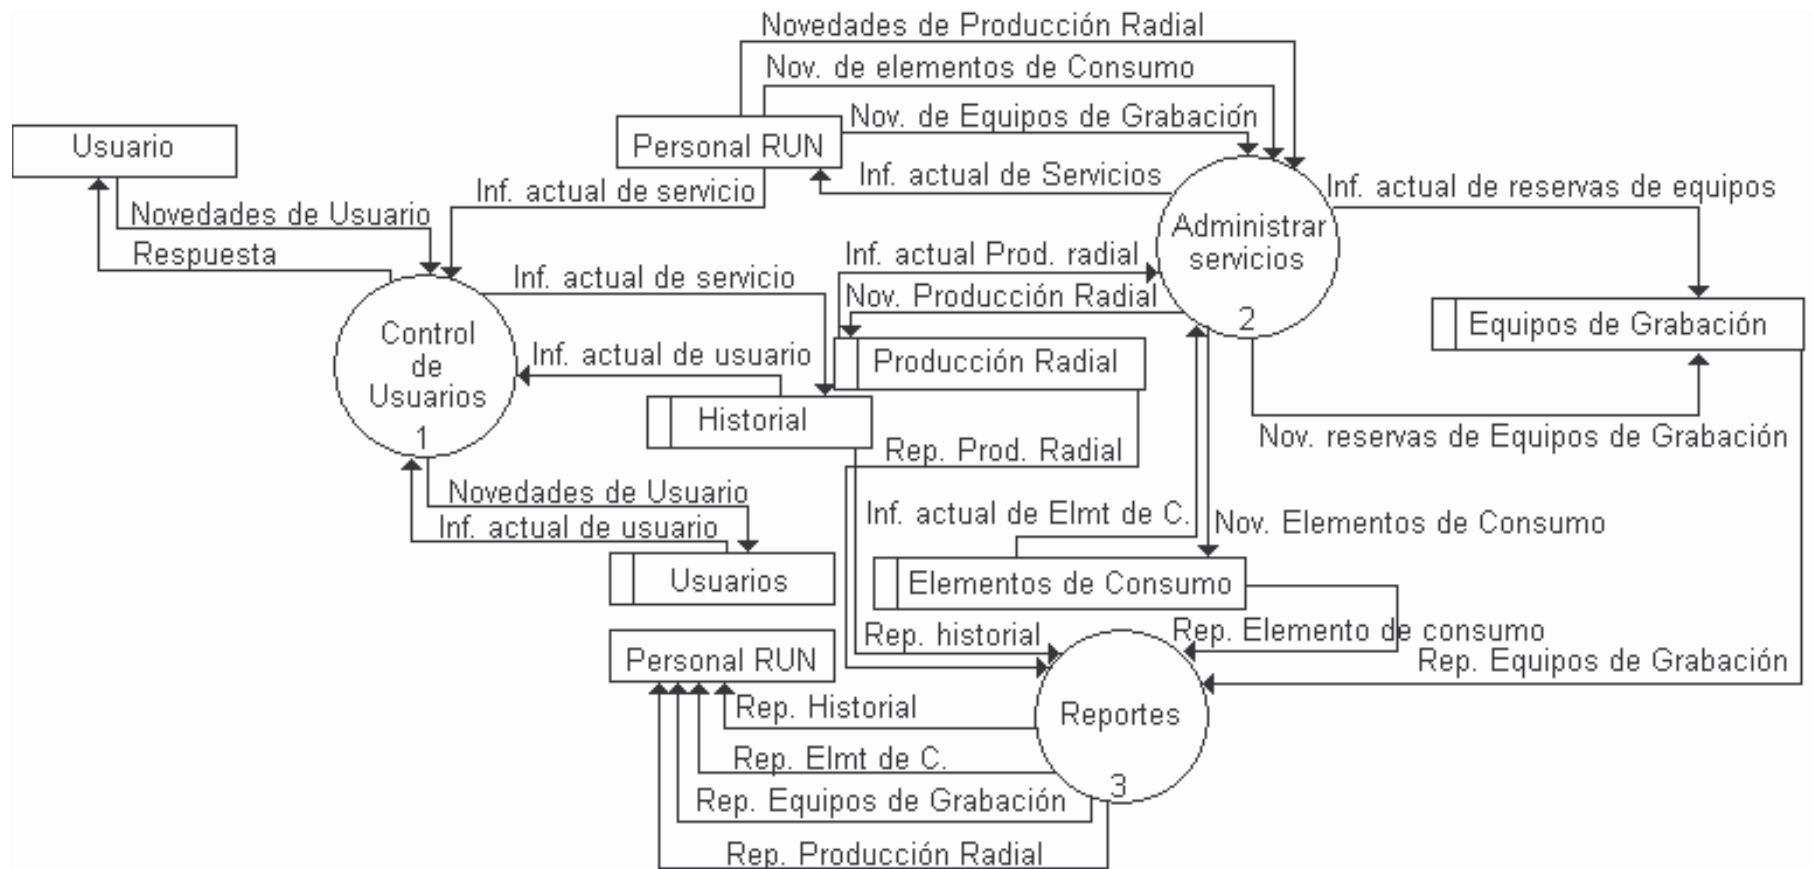 Novedades de Producción Radial
Nov. de elementos de Consumo
Nov. de Equipos de Grabación
Usuario
Personal RUN
Inf. actual de Servicios
Inf. actual de reservas de equipos
Inf. actual de servicio
Novedades de Usuario
Respuesta
Administrar
servicios
2
Inf. actual Prod. radial
Inf. actual de servicio
Nov. Producción Radial
Equipos de Grabación
Control
de
Usuarios
1
Inf. actual de usuario
Producción Radial
Historial
Nov. reservas de Equipos de Grabación
Rep. Prod. Radial
Novedades de Usuario
Inf. actual de usuario
Inf. actual de Elmt de C.
Nov. Elementos de Consumo
Usuarios
Elementos de Consumo
Rep. historial
Rep. Elemento de consumo
Rep. Equipos de Grabación
Personal RUN
Rep. Historial
Reportes
3
Rep. Elmt de C.
Rep. Equipos de Grabación
Rep. Producción Radial